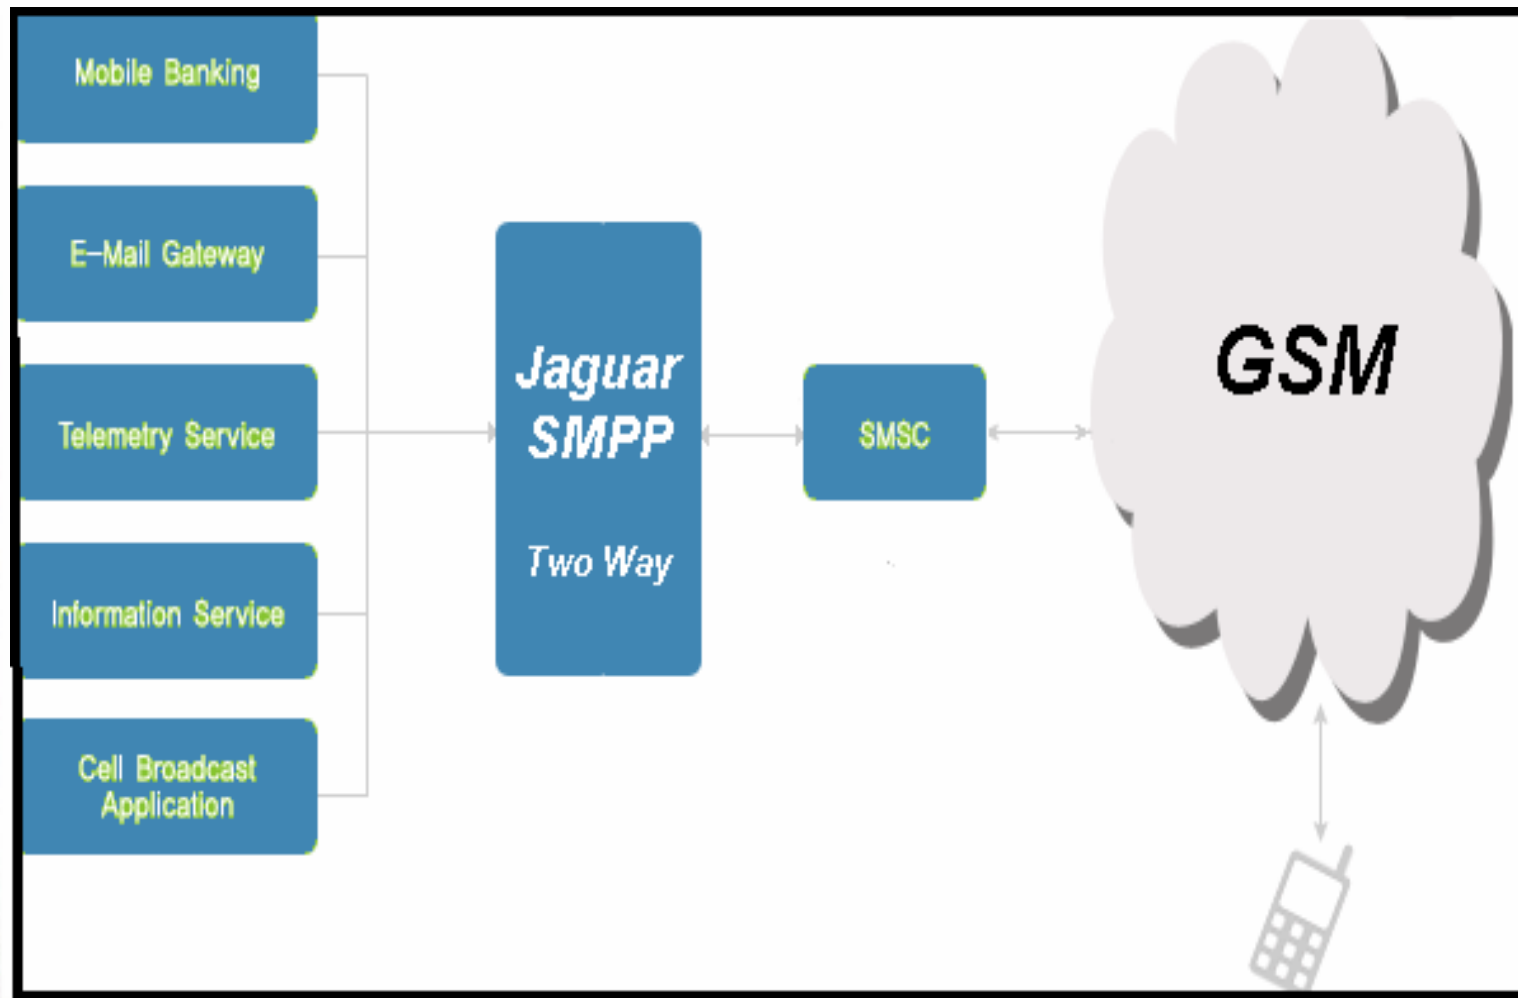 Mobile Banking
E-Mail Gateway
Telemetry Service
Information Service
Cell Broadcast
Application
Jaguar
SMPP
Two Way
SMSC
GSM